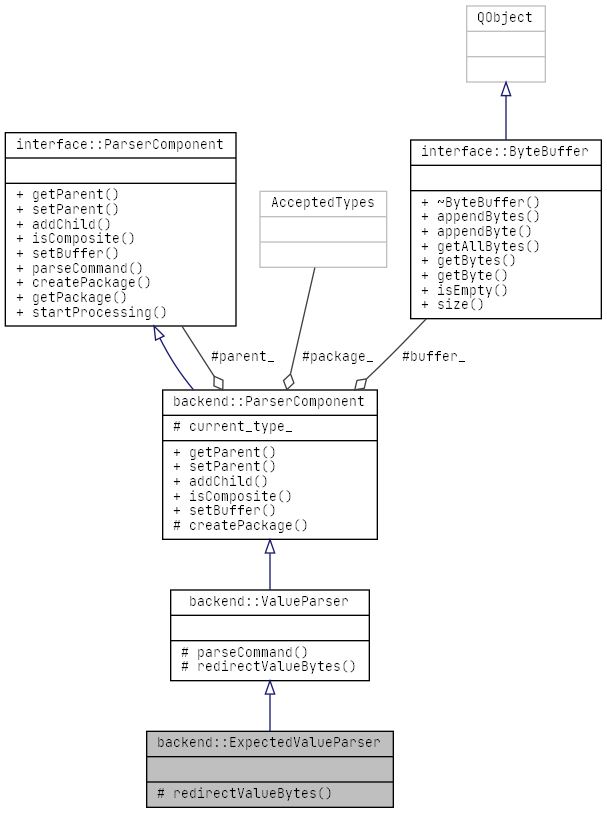 QObject
interface::ParserComponent
+ getParent()
+ setParent()
+ addChild()
+ isComposite()
+ setBuffer()
+ parseCommand()
+ createPackage()
+ getPackage()
+ startProcessing()
AcceptedTypes
interface::ByteBuffer
+ ~ByteBuffer()
+ appendBytes()
+ appendByte()
+ getAllBytes()
+ getBytes()
+ getByte()
+ isEmpty()
+ size()
#parent_
#package_
#buffer_
backend::ParserComponent
# current_type_
+ getParent()
+ setParent()
+ addChild()
+ isComposite()
+ setBuffer()
# createPackage()
backend::ValueParser
# parseCommand()
# redirectValueBytes()
backend::ExpectedValueParser
# redirectValueBytes()